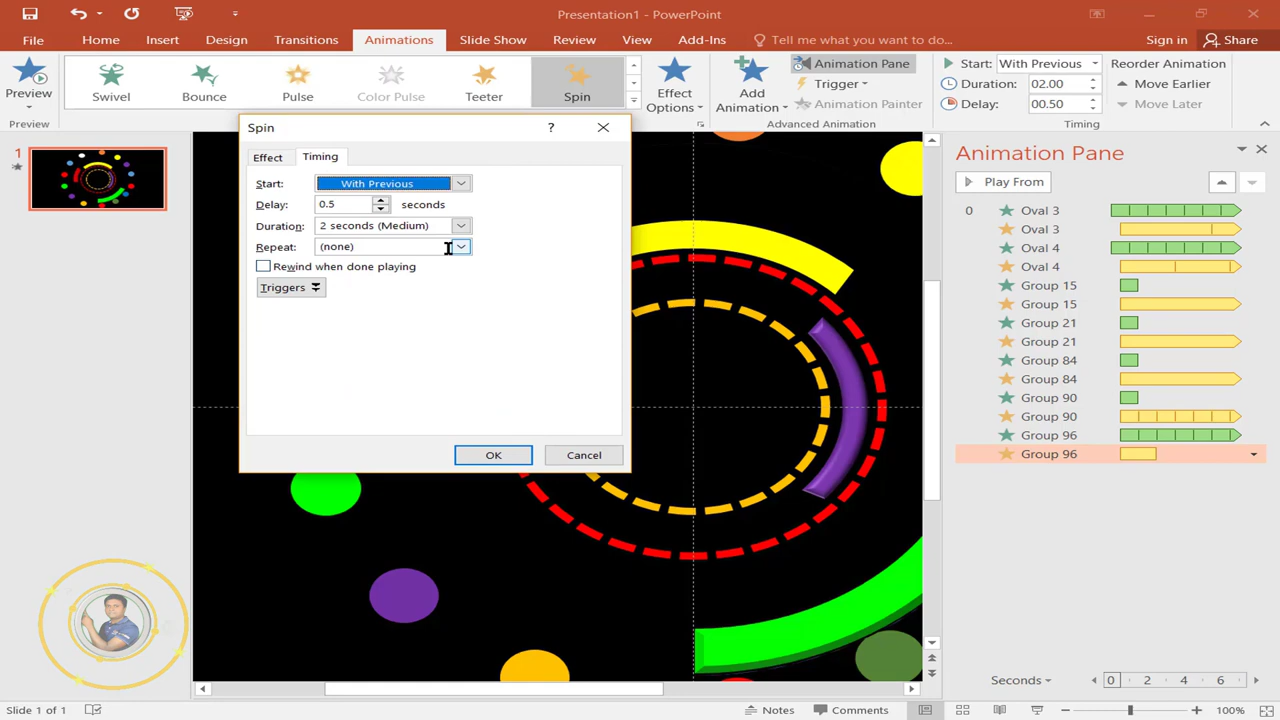 Presentation1 - PowerPoint
File Home Insert Design Transitions Animations Slide Show Review View Add-Ins Tell me what you want to do... Sign in Share
Preview
Swivel Bounce Pulse Color Pulse Teeter Spin
Effect Options
Add Animation
Animation Pane
Trigger
Animation Painter
Start: With Previous
Duration: 02.00
Delay: 00.50
Reorder Animation
Move Earlier
Move Later
Preview Advanced Animation Timing
1
Spin ?
Effect Timing
Start: With Previous
Delay: 0.5 seconds
Duration: 2 seconds (Medium)
Repeat: (none)
Rewind when done playing
Triggers
OK Cancel
Animation Pane
Play From
0 Oval 3
Oval 3
Oval 4
Oval 4
Group 15
Group 15
Group 21
Group 21
Group 84
Group 84
Group 90
Group 90
Group 96
Group 96
Seconds 0 2 4 6
Slide 1 of 1 Notes Comments 100%